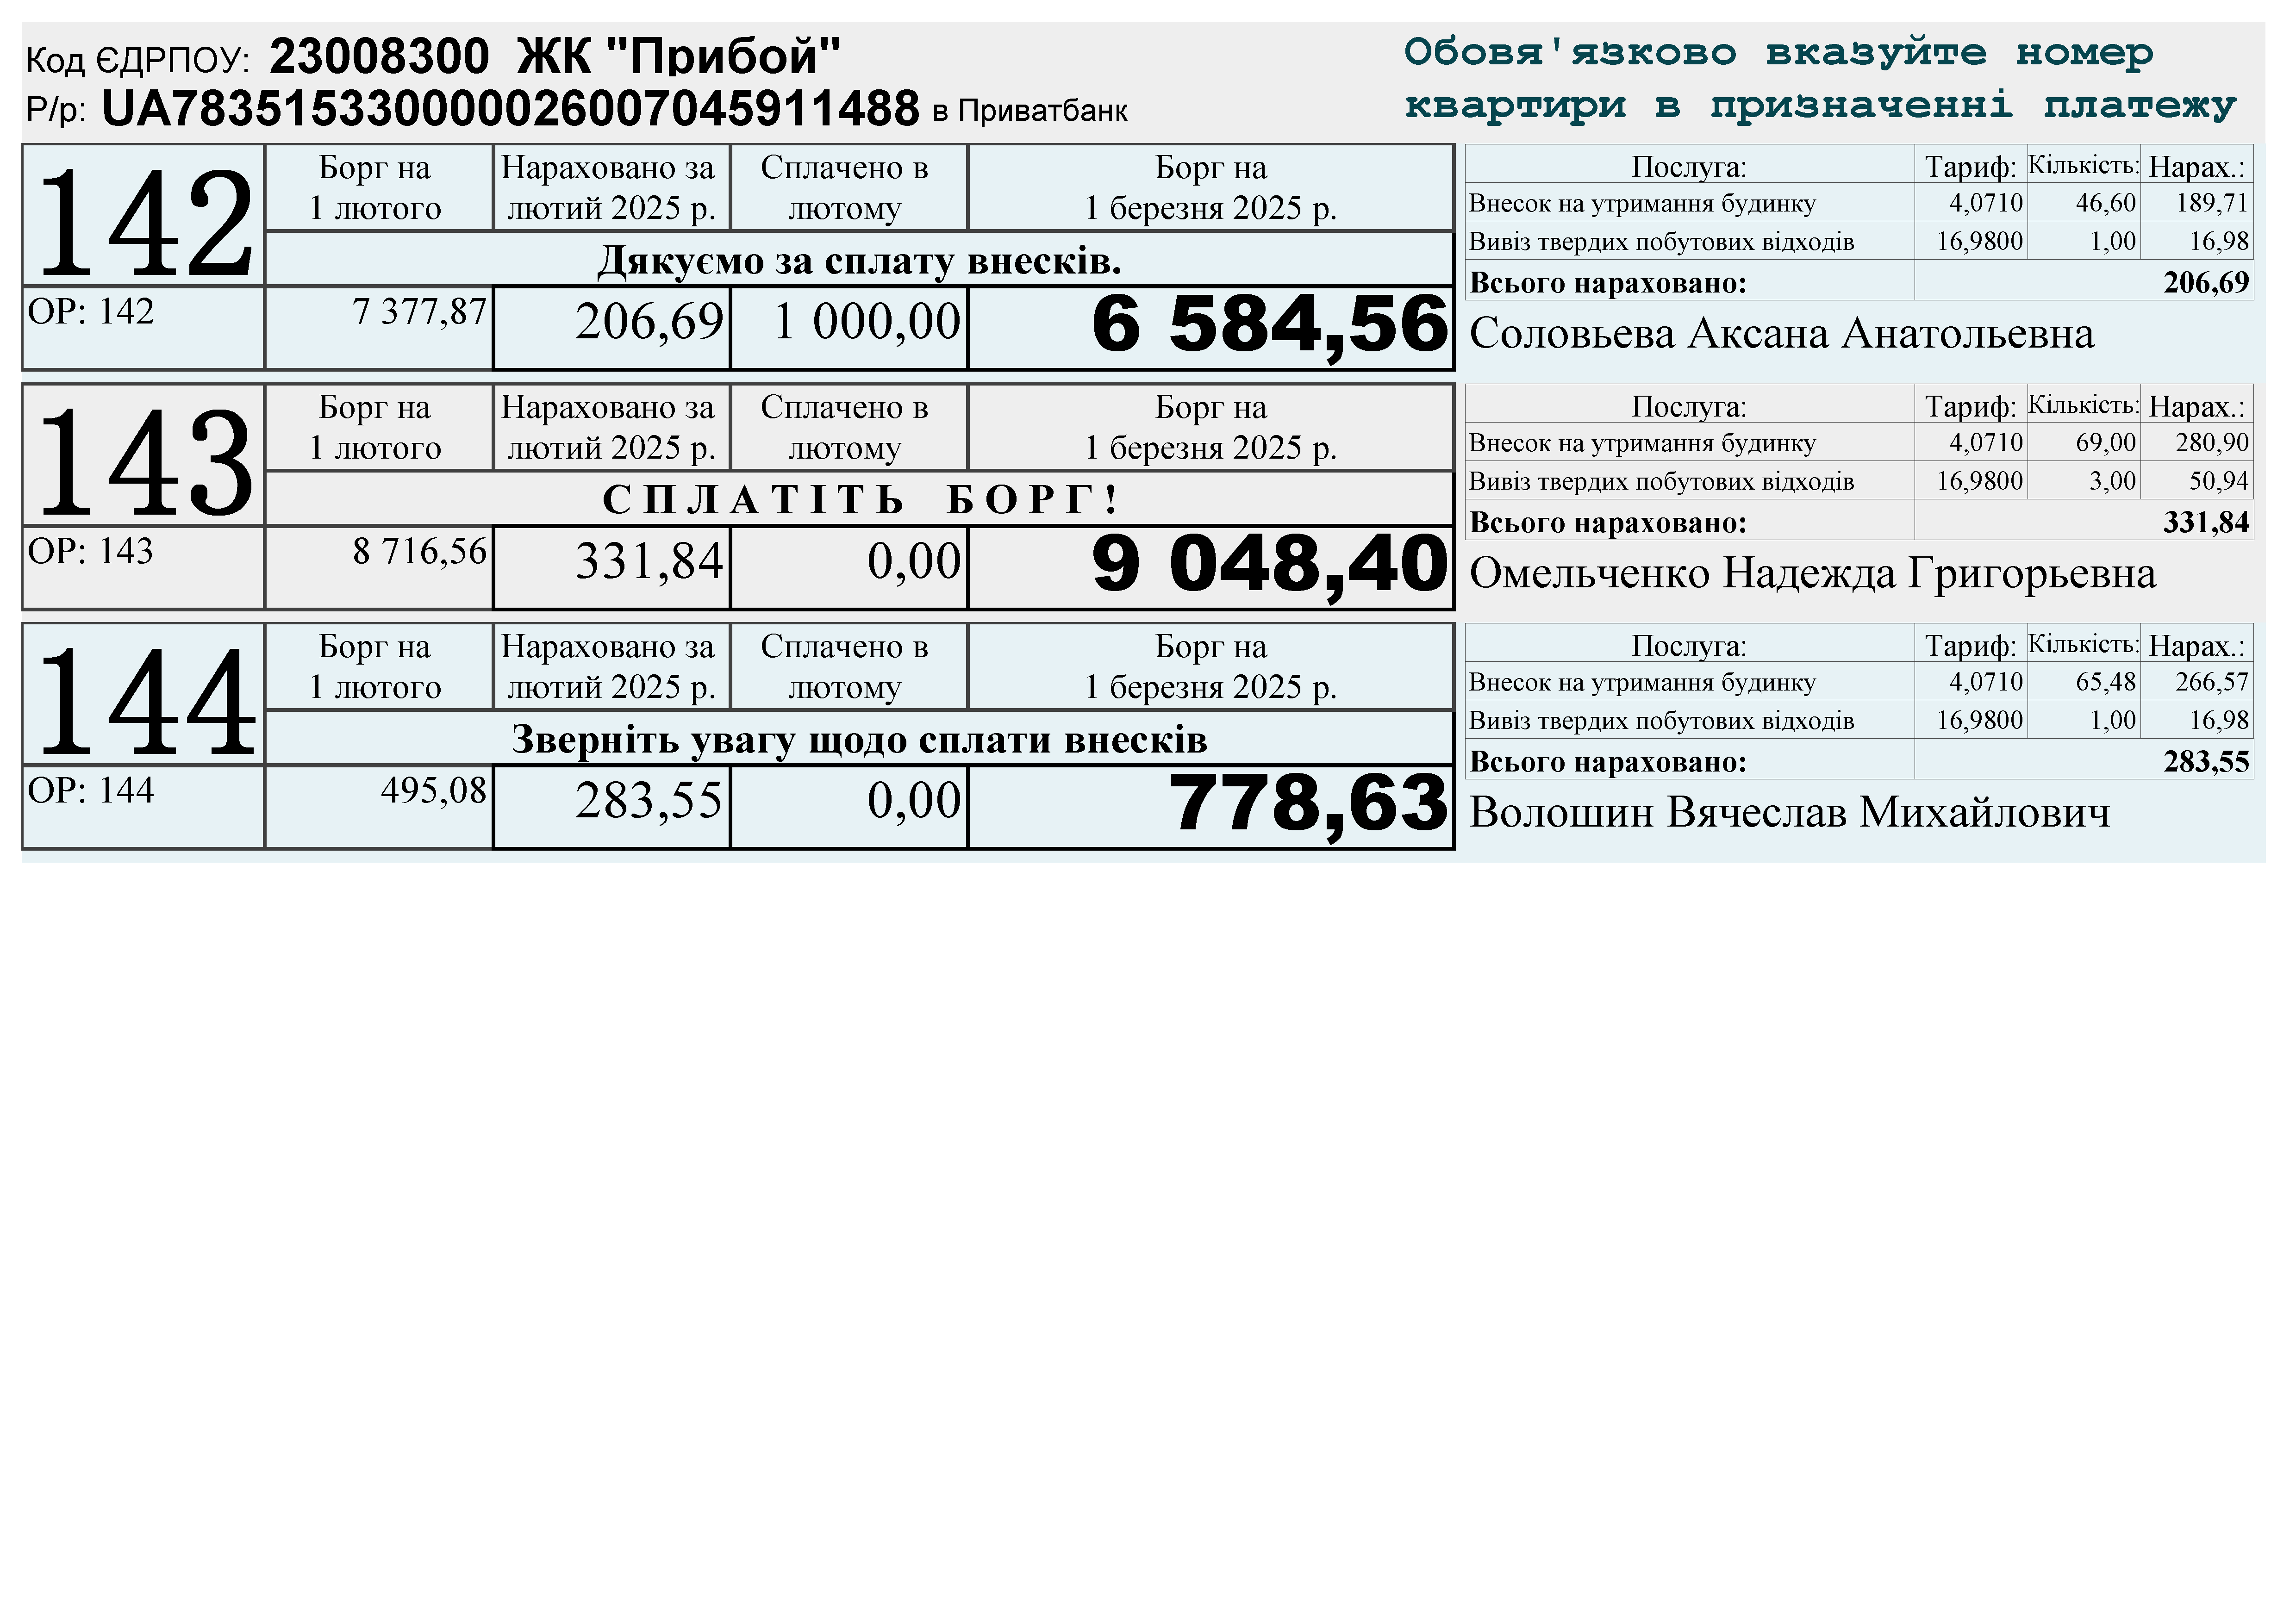 Код ЄДРПОУ: 23008300 ЖК "Прибой"
Р/р: UA783515330000026007045911488 в Приватбанк
Обовя'язково вказуйте номер
квартири в призначенні платежу
142
Борг на 1 лютого
Нараховано за лютий 2025 р.
Сплачено в лютому
Борг на 1 березня 2025 р.
Дякуємо за сплату внесків.
ОР: 142 7 377,87 206,69 1 000,00 6 584,56
Послуга: Тариф: Кількість: Нарах.:
Внесок на утримання будинку 4,0710 46,60 189,71
Вивіз твердих побутових відходів 16,9800 1,00 16,98
Всього нараховано: 206,69
Соловьева Аксана Анатольевна
143
Борг на 1 лютого
Нараховано за лютий 2025 р.
Сплачено в лютому
Борг на 1 березня 2025 р.
С П Л А Т І Т Ь Б О Р Г !
ОР: 143 8 716,56 331,84 0,00 9 048,40
Послуга: Тариф: Кількість: Нарах.:
Внесок на утримання будинку 4,0710 69,00 280,90
Вивіз твердих побутових відходів 16,9800 3,00 50,94
Всього нараховано: 331,84
Омельченко Надежда Григорьевна
144
Борг на 1 лютого
Нараховано за лютий 2025 р.
Сплачено в лютому
Борг на 1 березня 2025 р.
Зверніть увагу щодо сплати внесків
ОР: 144 495,08 283,55 0,00 778,63
Послуга: Тариф: Кількість: Нарах.:
Внесок на утримання будинку 4,0710 65,48 266,57
Вивіз твердих побутових відходів 16,9800 1,00 16,98
Всього нараховано: 283,55
Волошин Вячеслав Михайлович